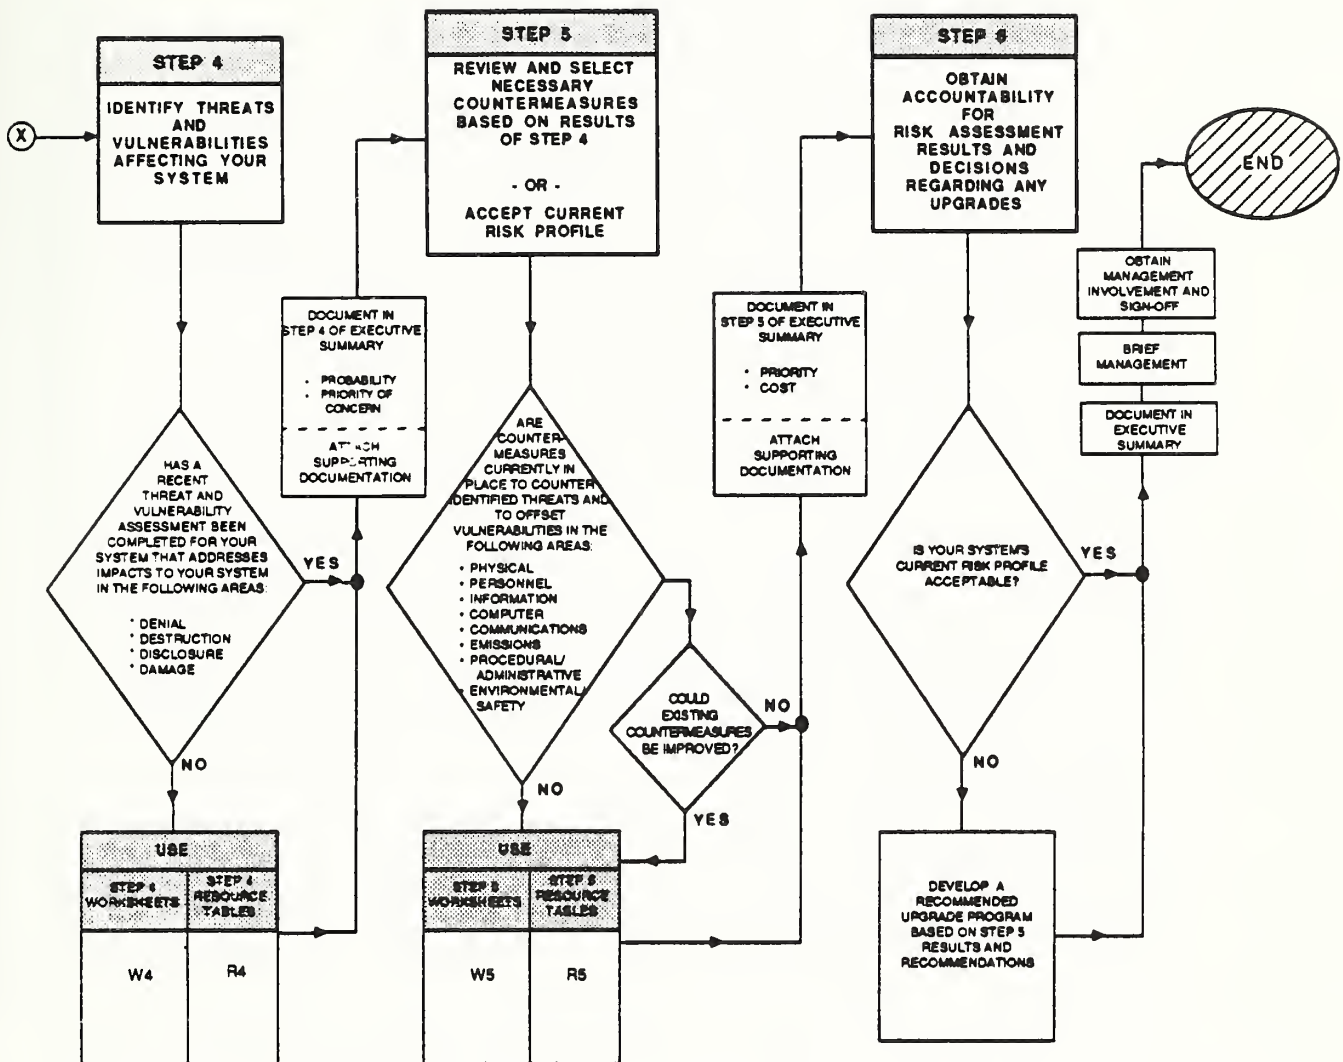 X
STEP 4
IDENTIFY THREATS
AND
VULNERABILITIES
AFFECTING YOUR
SYSTEM
HAS A
RECENT
THREAT AND
VULNERABILITY
ASSESSMENT BEEN
COMPLETED FOR YOUR
SYSTEM THAT ADDRESSES
IMPACTS TO YOUR SYSTEM
IN THE FOLLOWING AREAS:
* DENIAL
* DESTRUCTION
* DISCLOSURE
* DAMAGE
YES
NO
USE
STEP 4
WORKSHEETS
STEP 4
RESOURCE
TABLES
W4
R4
DOCUMENT IN
STEP 4 OF EXECUTIVE
SUMMARY
• PROBABILITY
• PRIORITY OF
CONCERN
ATTACH
SUPPORTING
DOCUMENTATION
STEP 5
REVIEW AND SELECT
NECESSARY
COUNTERMEASURES
BASED ON RESULTS
OF STEP 4
- OR -
ACCEPT CURRENT
RISK PROFILE
ARE
COUNTER-
MEASURES
CURRENTLY IN
PLACE TO COUNTER
IDENTIFIED THREATS AND
TO OFFSET
VULNERABILITIES IN THE
FOLLOWING AREAS:
• PHYSICAL
• PERSONNEL
• INFORMATION
• COMPUTER
• COMMUNICATIONS
• EMISSIONS
• PROCEDURAL/
ADMINISTRATIVE
• ENVIRONMENTAL/
SAFETY
NO
COULD
EXISTING
COUNTERMEASURES
BE IMPROVED?
NO
YES
USE
STEP 5
WORKSHEETS
STEP 5
RESOURCE
TABLES
W5
R5
DOCUMENT IN
STEP 5 OF EXECUTIVE
SUMMARY
• PRIORITY
• COST
ATTACH
SUPPORTING
DOCUMENTATION
STEP 6
OBTAIN
ACCOUNTABILITY
FOR
RISK ASSESSMENT
RESULTS AND
DECISIONS
REGARDING ANY
UPGRADES
IS YOUR SYSTEM'S
CURRENT RISK PROFILE
ACCEPTABLE?
YES
NO
DEVELOP A
RECOMMENDED
UPGRADE PROGRAM
BASED ON STEP 5
RESULTS AND
RECOMMENDATIONS
DOCUMENT IN
EXECUTIVE
SUMMARY
BRIEF
MANAGEMENT
OBTAIN
MANAGEMENT
INVOLVEMENT AND
SIGN-OFF
END